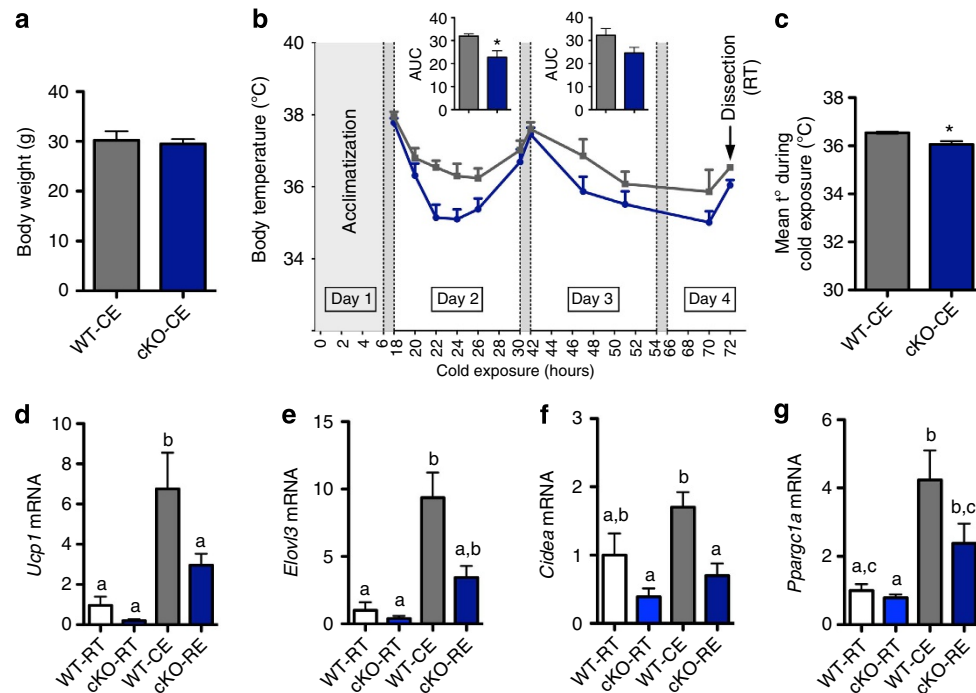 a
Body weight (g)
40
30
20
10
0
WT-CE
cKO-CE
b
Body temperature (°C)
40
38
36
34
Acclimatization
AUC
40
30
20
10
0
*
AUC
40
30
20
10
0
Dissection
(RT)
Day 1
Day 2
Day 3
Day 4
0 2 4 6 18 20 22 24 26 28 30 42 44 46 48 50 52 54 66 68 70 72
Cold exposure (hours)
c
Mean t° during
cold exposure (°C)
38
36
34
32
30
*
WT-CE
cKO-CE
d
Ucp1 mRNA
10
8
6
4
2
0
a
a
b
a
WT-RT
cKO-RT
WT-CE
cKO-RE
e
Elovl3 mRNA
15
10
5
0
a
a
b
a,b
WT-RT
cKO-RT
WT-CE
cKO-RE
f
Cidea mRNA
3
2
1
0
a,b
a
b
a
WT-RT
cKO-RT
WT-CE
cKO-RE
g
Ppargc1a mRNA
6
4
2
0
a,c
a
b
b,c
WT-RT
cKO-RT
WT-CE
cKO-RE